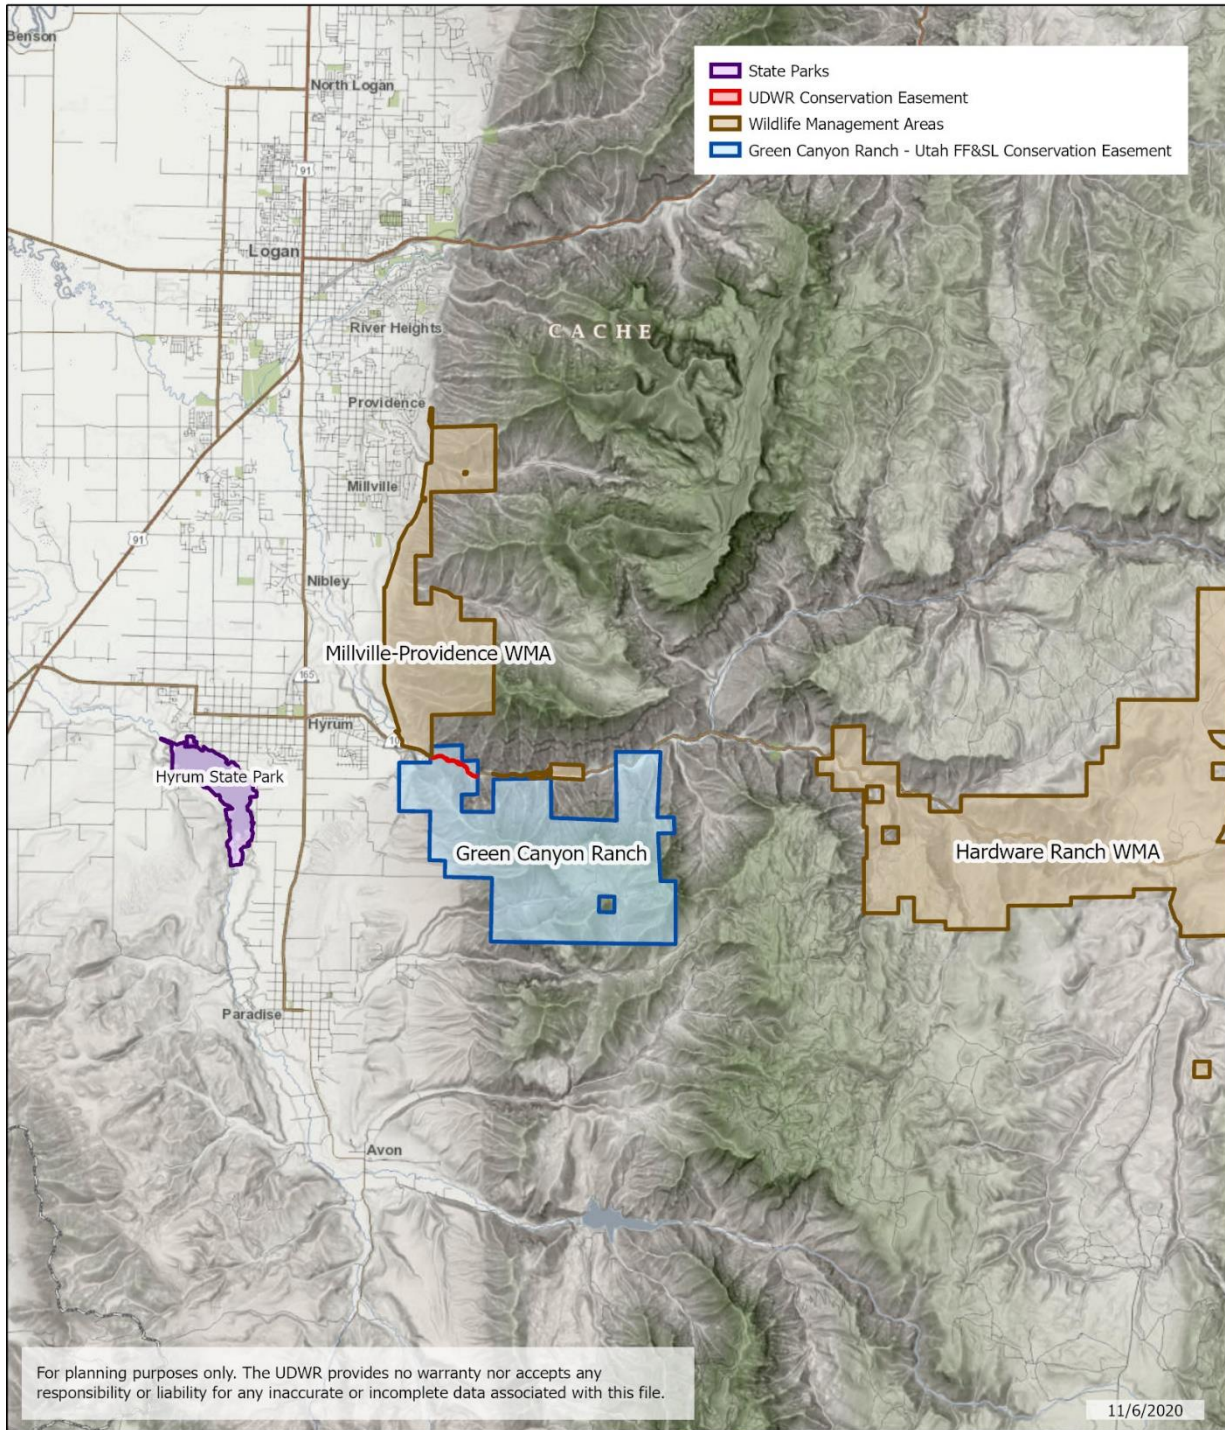 Benson
North Logan
State Parks
UDWR Conservation Easement
Wildlife Management Areas
Green Canyon Ranch - Utah FF&SL Conservation Easement
91
Logan
River Heights
CACHE
Providence
Millville
91
Nibley
Millville-Providence WMA
165
Hyrum
Hyrum State Park
Green Canyon Ranch
Hardware Ranch WMA
Paradise
Avon
For planning purposes only. The UDWR provides no warranty nor accepts any
responsibility or liability for any inaccurate or incomplete data associated with this file.
11/6/2020